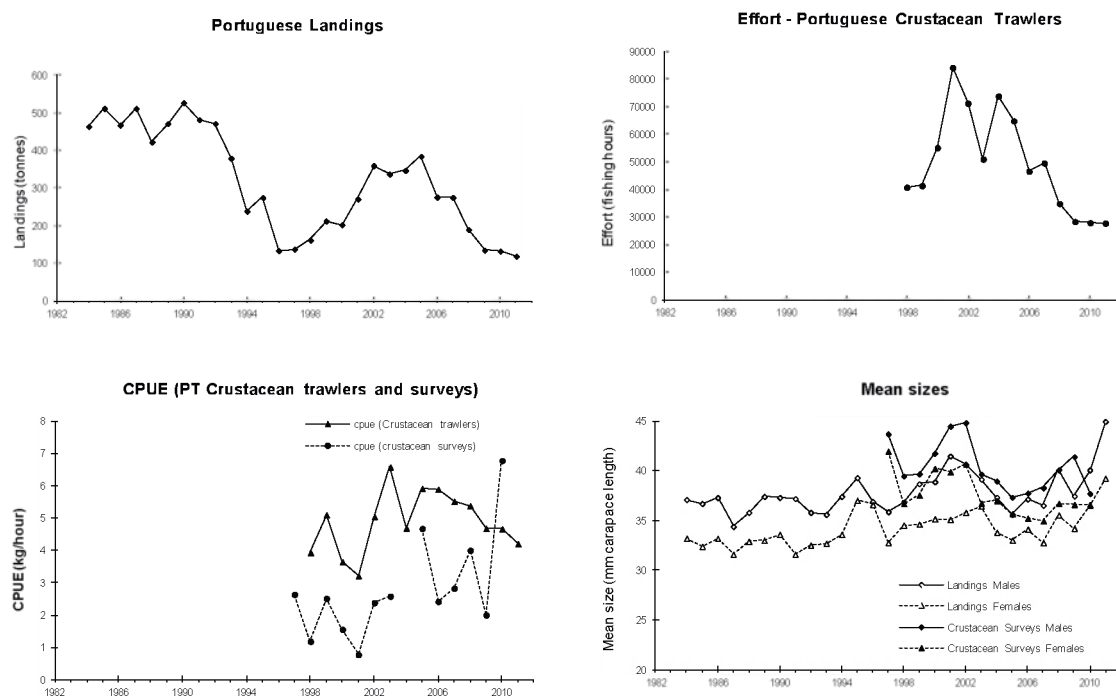 Portuguese Landings
Landings (tonnes)
600
500
400
300
200
100
0
1982 1986 1990 1994 1998 2002 2006 2010
Effort - Portuguese Crustacean Trawlers
Effort (fishing hours)
90000
80000
70000
60000
50000
40000
30000
20000
10000
0
1982 1986 1990 1994 1998 2002 2006 2010
CPUE (PT Crustacean trawlers and surveys)
CPUE (kg/hour)
8
7
6
5
4
3
2
1
0
cpue (Crustacean trawlers)
cpue (crustacean surveys)
1982 1986 1990 1994 1998 2002 2006 2010
Mean sizes
Mean size (mm carapace length)
45
40
35
30
25
20
Landings Males
Landings Females
Crustacean Surveys Males
Crustacean Surveys Females
1982 1986 1990 1994 1998 2002 2006 2010